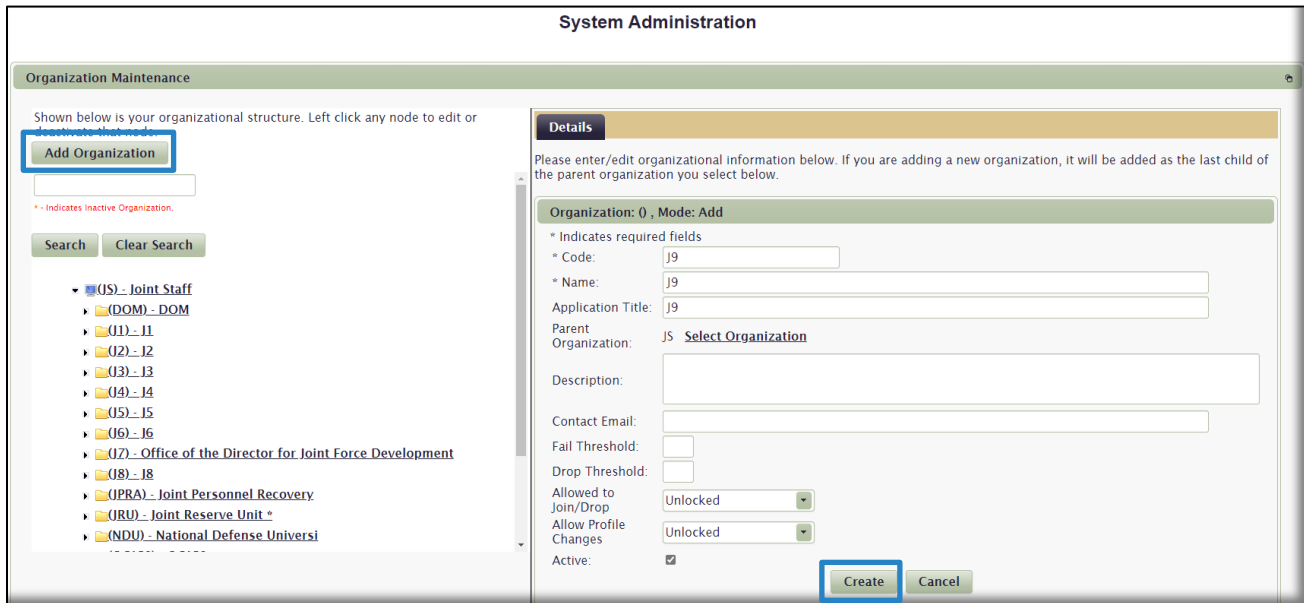 System Administration
Organization Maintenance
Shown below is your organizational structure. Left click any node to edit or
deactivate that node.
Add Organization
* - Indicates Inactive Organization.
Search Clear Search
(JS) - Joint Staff
(DOM) - DOM
(J1) - J1
(J2) - J2
(J3) - J3
(J4) - J4
(J5) - J5
(J6) - J6
(J7) - Office of the Director for Joint Force Development
(J8) - J8
(JPRA) - Joint Personnel Recovery
(JRU) - Joint Reserve Unit *
(NDU) - National Defense Universi
Details
Please enter/edit organizational information below. If you are adding a new organization, it will be added as the last child of
the parent organization you select below.
Organization: () , Mode: Add
* Indicates required fields
* Code: J9
* Name: J9
Application Title: J9
Parent
Organization: JS Select Organization
Description:
Contact Email:
Fail Threshold:
Drop Threshold:
Allowed to
Join/Drop Unlocked
Allow Profile
Changes Unlocked
Active:
Create Cancel